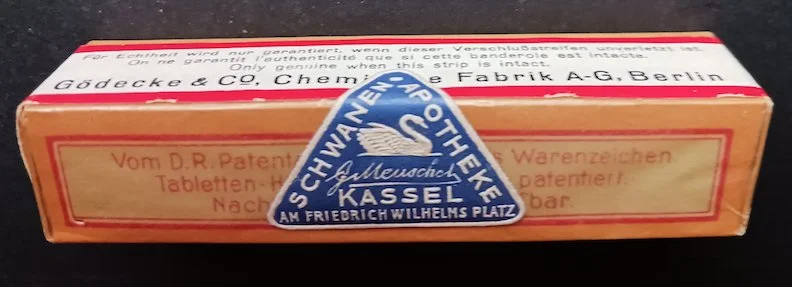 Für Echtheit wird nur garantiert, wenn dieser Verschlußstreifen unverletzt ist.
On ne garantit l'authenticité que si cette banderole est intacte.
Only genuine when this strip is intact.
Gödecke & Co, Chemi e Fabrik A-G, Berlin
SCHWANEN · APOTHEKE
KASSEL
AM FRIEDRICH WILHELMS PLATZ
Vom D.R. Patent s Warenzeichen
Tabletten-H patentiert.
Nach bar.